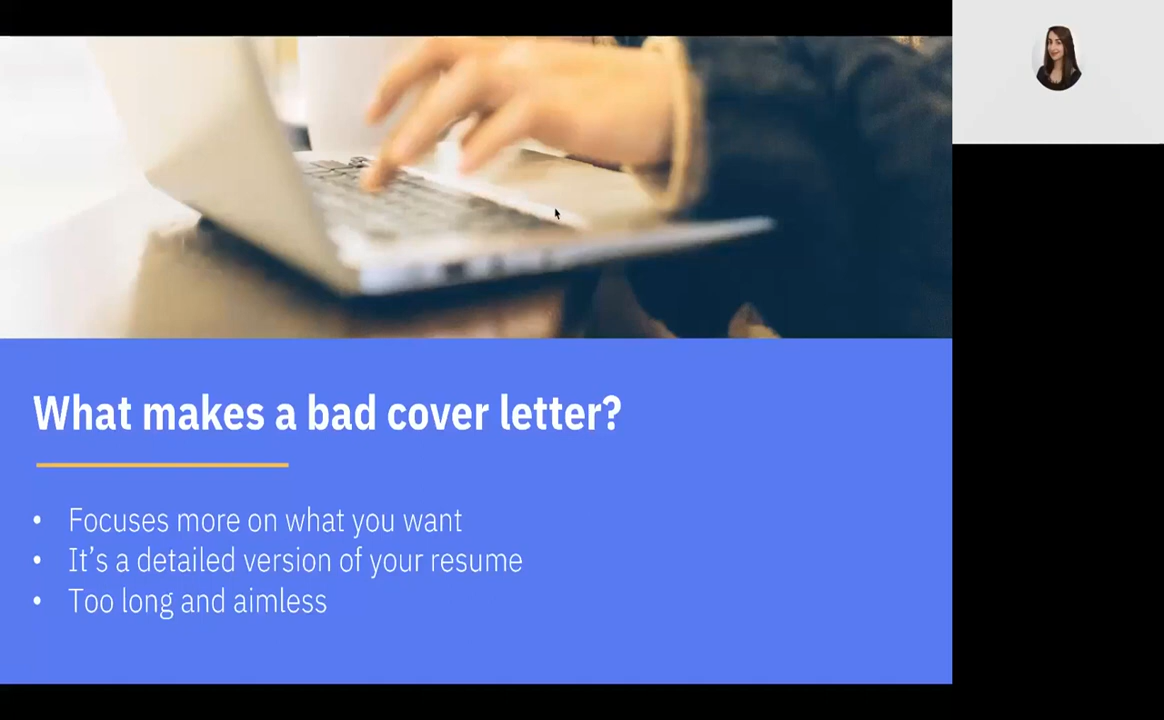 What makes a bad cover letter?
• Focuses more on what you want
• It’s a detailed version of your resume
• Too long and aimless